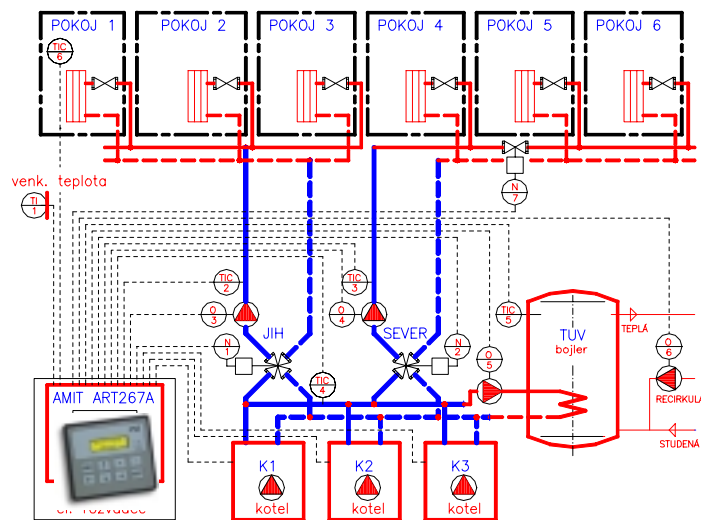 POKOJ 1
POKOJ 2
POKOJ 3
POKOJ 4
POKOJ 5
POKOJ 6
TIC
6
venk. teplota
TI
1
N
7
TIC
2
TIC
3
O
3
O
4
TIC
5
JIH
SEVER
N
1
N
2
O
5
O
6
TUV
bojler
TEPLÁ
TIC
4
AMIT ART267A
RECIRKULA
STUDENÁ
K1
kotel
K2
kotel
K3
kotel